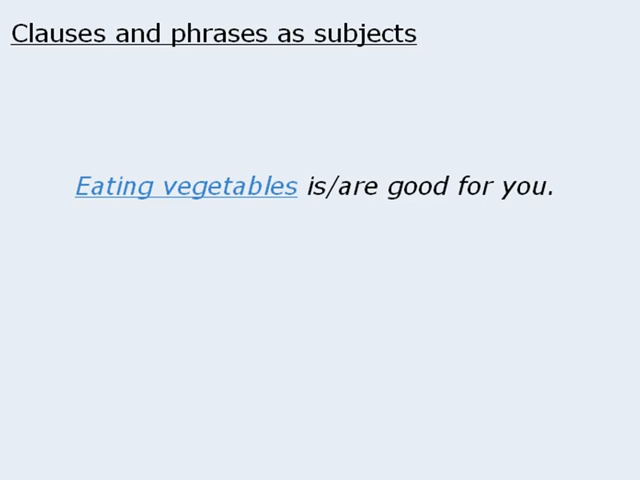 Clauses and phrases as subjects
Eating vegetables is/are good for you.